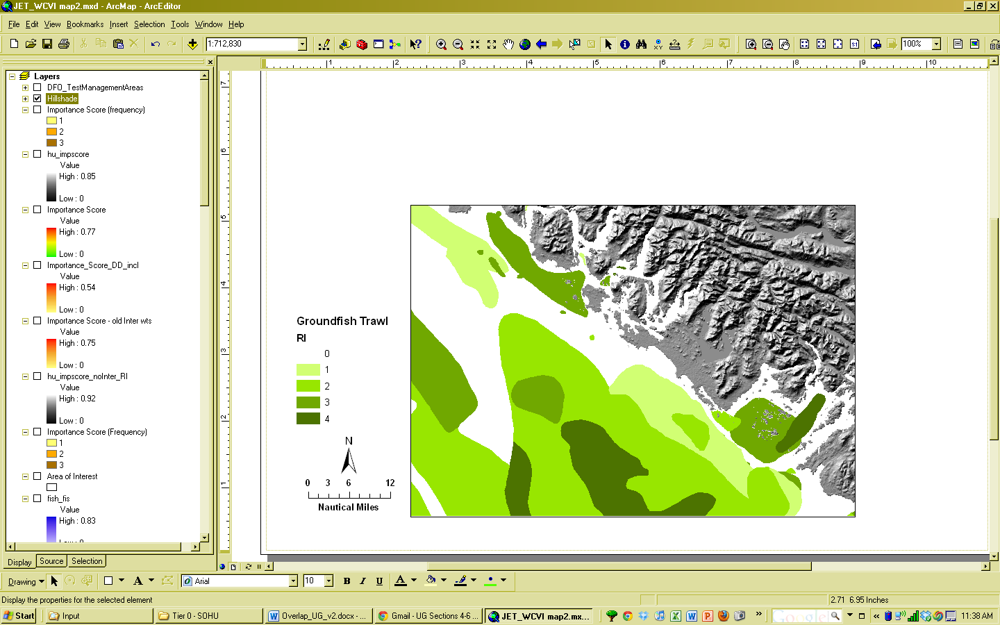 JET_WCVI map2.mxd - ArcMap - ArcEditor
File Edit View Bookmarks Insert Selection Tools Window Help
1:712,830
100%
Layers
DFO_TestManagementAreas
Hillshade
Importance Score (frequency)
1
2
3
hu_impscore
Value
High : 0.85
Low : 0
Importance Score
Value
High : 0.77
Low : 0
Importance_Score_DD_incl
Value
High : 0.54
Low : 0
Importance Score - old Inter wts
Value
High : 0.75
Low : 0
hu_impscore_noInter_RI
Value
High : 0.92
Low : 0
Importance Score (Frequency)
1
2
3
Area of Interest
fish_fis
Value
High : 0.83
Low : 0
Display Source Selection
1 2 3 4 5 6 7 8 9 10
7
6
5
4
3
2
1
Groundfish Trawl
RI
0
1
2
3
4
N
0 3 6 12
Nautical Miles
Drawing A Arial 10 B I U A
Display the properties for the selected element
2.71 6.95 Inches
Start Input Tier 0 - SOHU Overlap_UG_v2.docx - ... Gmail - UG Sections 4-6 ... JET_WCVI map2.mx... Google 11:38 AM